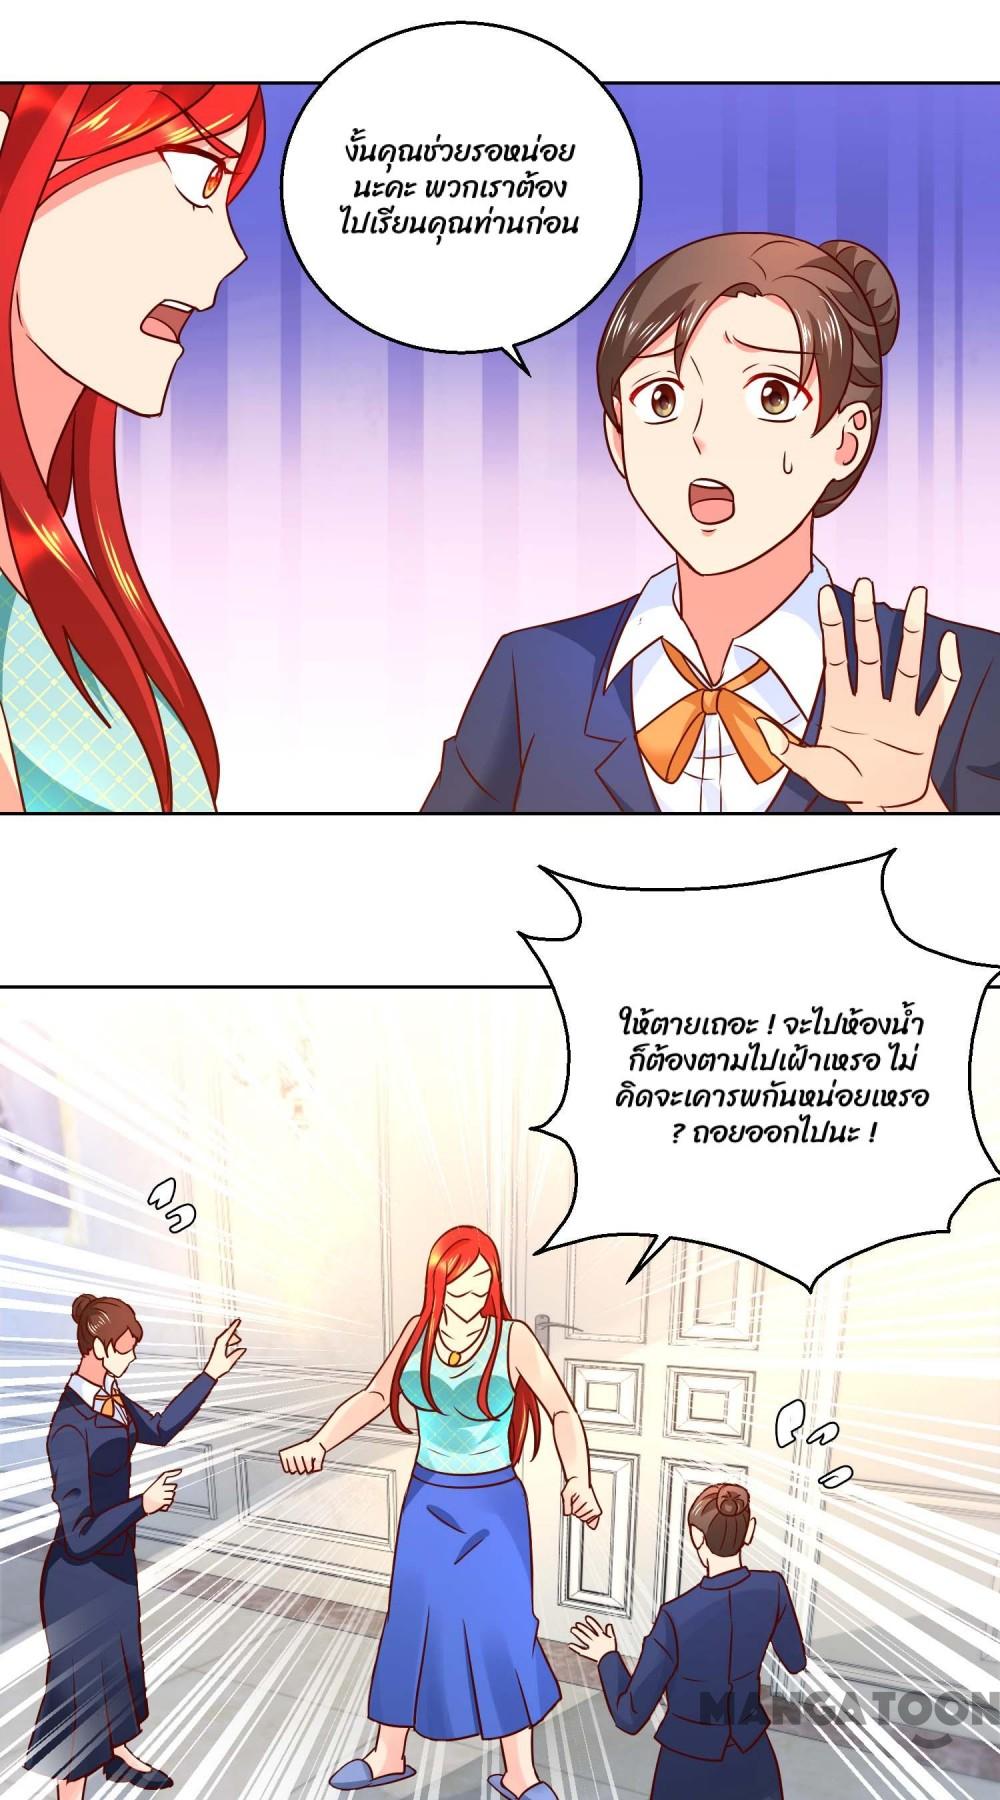 งั้นคุณช่วยรอหน่อย
นะคะ พวกเราต้อง
ไปเรียนคุณท่านก่อน
ให้ตายเถอะ ! จะไปห้องน้ำ
ก็ต้องตามไปเฝ้าเหรอ ไม่
คิดจะเคารพกันหน่อยเหรอ
? ถอยออกไปนะ !
MANGATOON